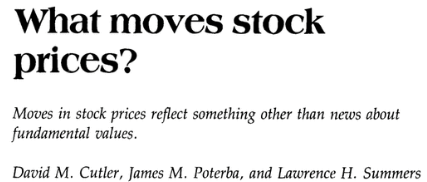 What moves stock
prices?
Moves in stock prices reflect something other than news about
fundamental values.
David M. Cutler, James M. Poterba, and Lawrence H. Summers